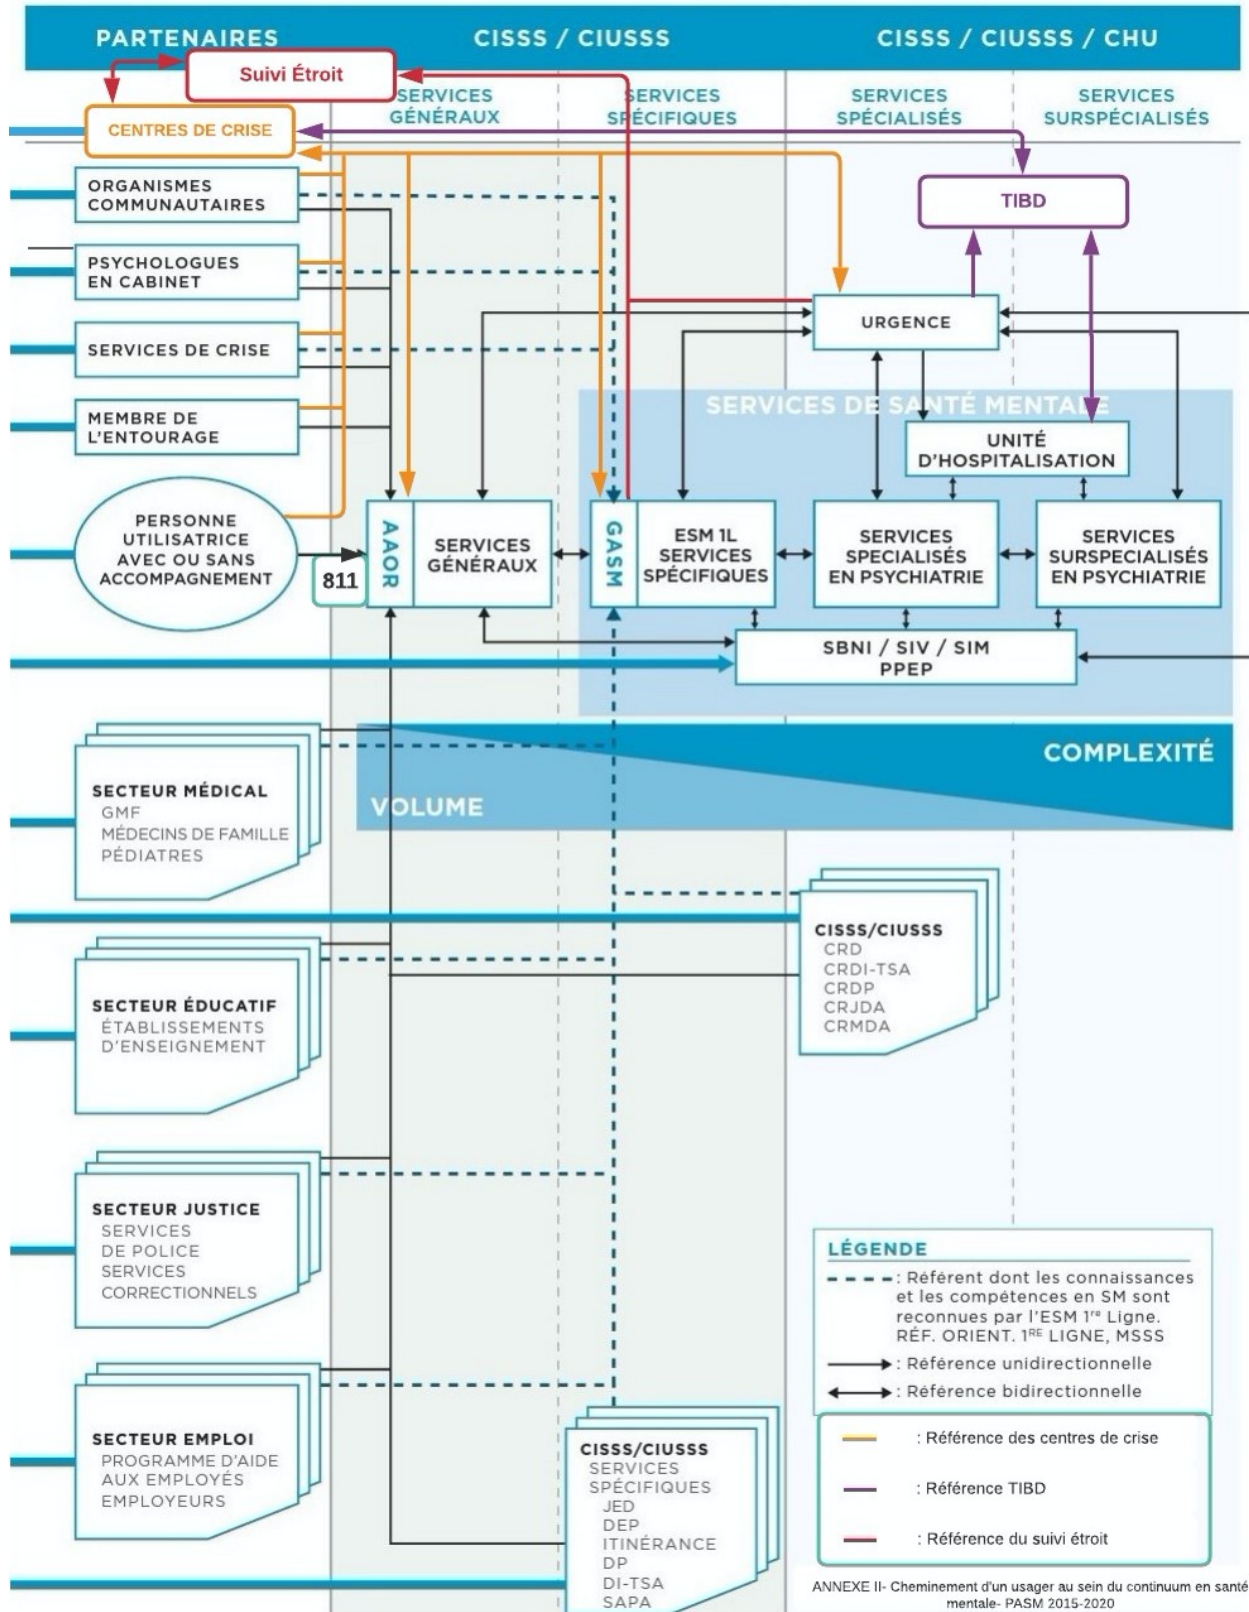 PARTENAIRES
CISSS / CIUSSS
CISSS / CIUSSS / CHU
Suivi Étroit
SERVICES
GÉNÉRAUX
SERVICES
SPÉCIFIQUES
SERVICES
SPÉCIALISÉS
SERVICES
SURSPÉCIALISÉS
CENTRES DE CRISE
ORGANISMES
COMMUNAUTAIRES
TIBD
PSYCHOLOGUES
EN CABINET
URGENCE
SERVICES DE CRISE
SERVICES DE SANTÉ MENTALE
MEMBRE DE
L'ENTOURAGE
UNITÉ
D'HOSPITALISATION
PERSONNE
UTILISATRICE
AVEC OU SANS
ACCOMPAGNEMENT
811
AAOR
SERVICES
GÉNÉRAUX
GASM
ESM 1L
SERVICES
SPÉCIFIQUES
SERVICES
SPECIALISÉS
EN PSYCHIATRIE
SERVICES
SURSPECIALISÉS
EN PSYCHIATRIE
SBNI / SIV / SIM
PPEP
COMPLEXITÉ
VOLUME
SECTEUR MÉDICAL
GMF
MÉDECINS DE FAMILLE
PÉDIATRES
CISSS/CIUSSS
CRD
CRDI-TSA
CRDP
CRJDA
CRMDA
SECTEUR ÉDUCATIF
ÉTABLISSEMENTS
D'ENSEIGNEMENT
SECTEUR JUSTICE
SERVICES
DE POLICE
SERVICES
CORRECTIONNELS
SECTEUR EMPLOI
PROGRAMME D'AIDE
AUX EMPLOYÉS
EMPLOYEURS
CISSS/CIUSSS
SERVICES
SPÉCIFIQUES
JED
DEP
ITINÉRANCE
DP
DI-TSA
SAPA
LÉGENDE
: Référent dont les connaissances
et les compétences en SM sont
reconnues par l'ESM 1re Ligne.
RÉF. ORIENT. 1RE LIGNE, MSSS
: Référence unidirectionnelle
: Référence bidirectionnelle
: Référence des centres de crise
: Référence TIBD
: Référence du suivi étroit
ANNEXE II- Cheminement d'un usager au sein du continuum en santé
mentale- PASM 2015-2020